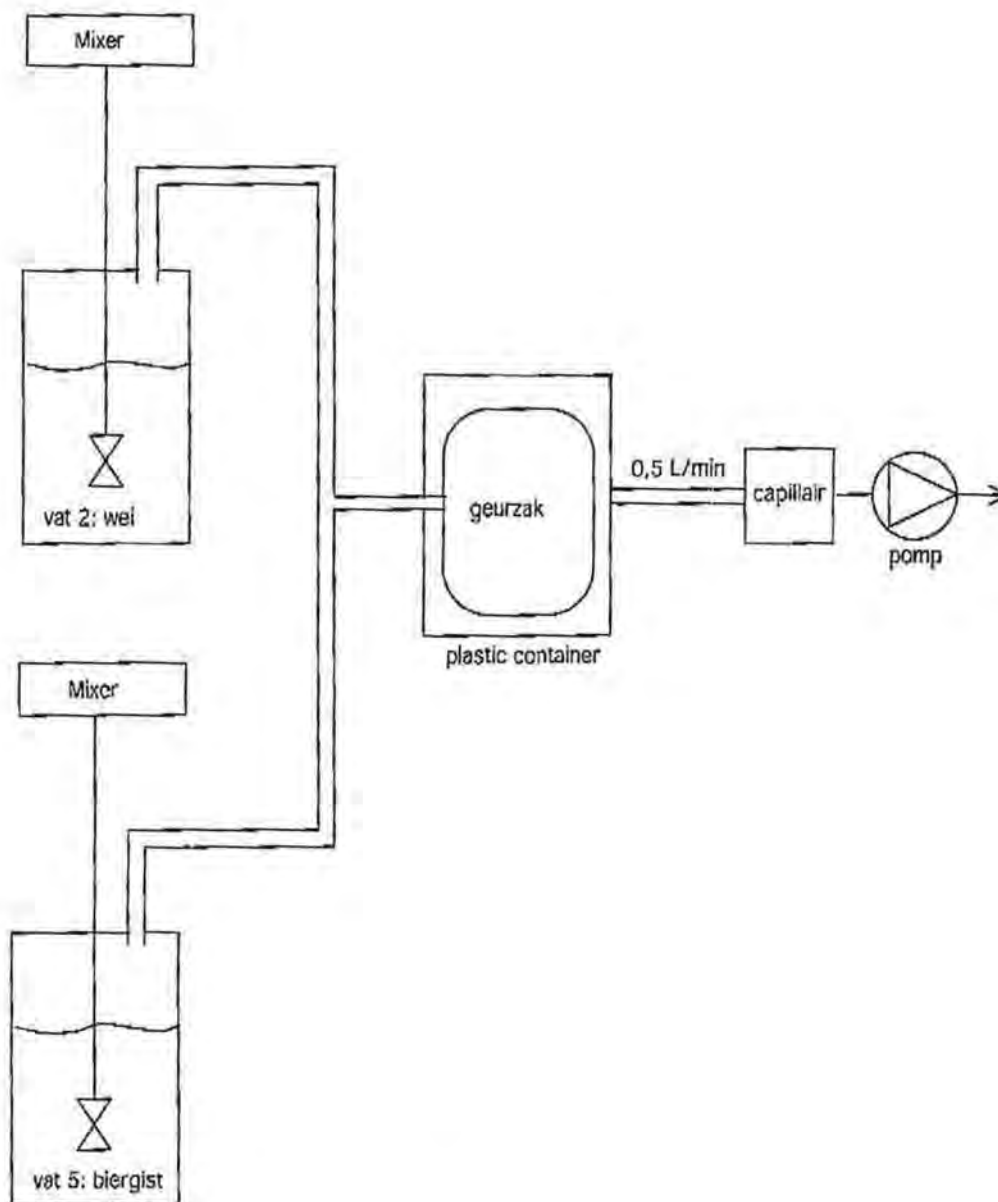 Mixer
vat 2: wei
geurzak
0,5 L/min
capillair
pomp
plastic container
Mixer
vat 5: biergist